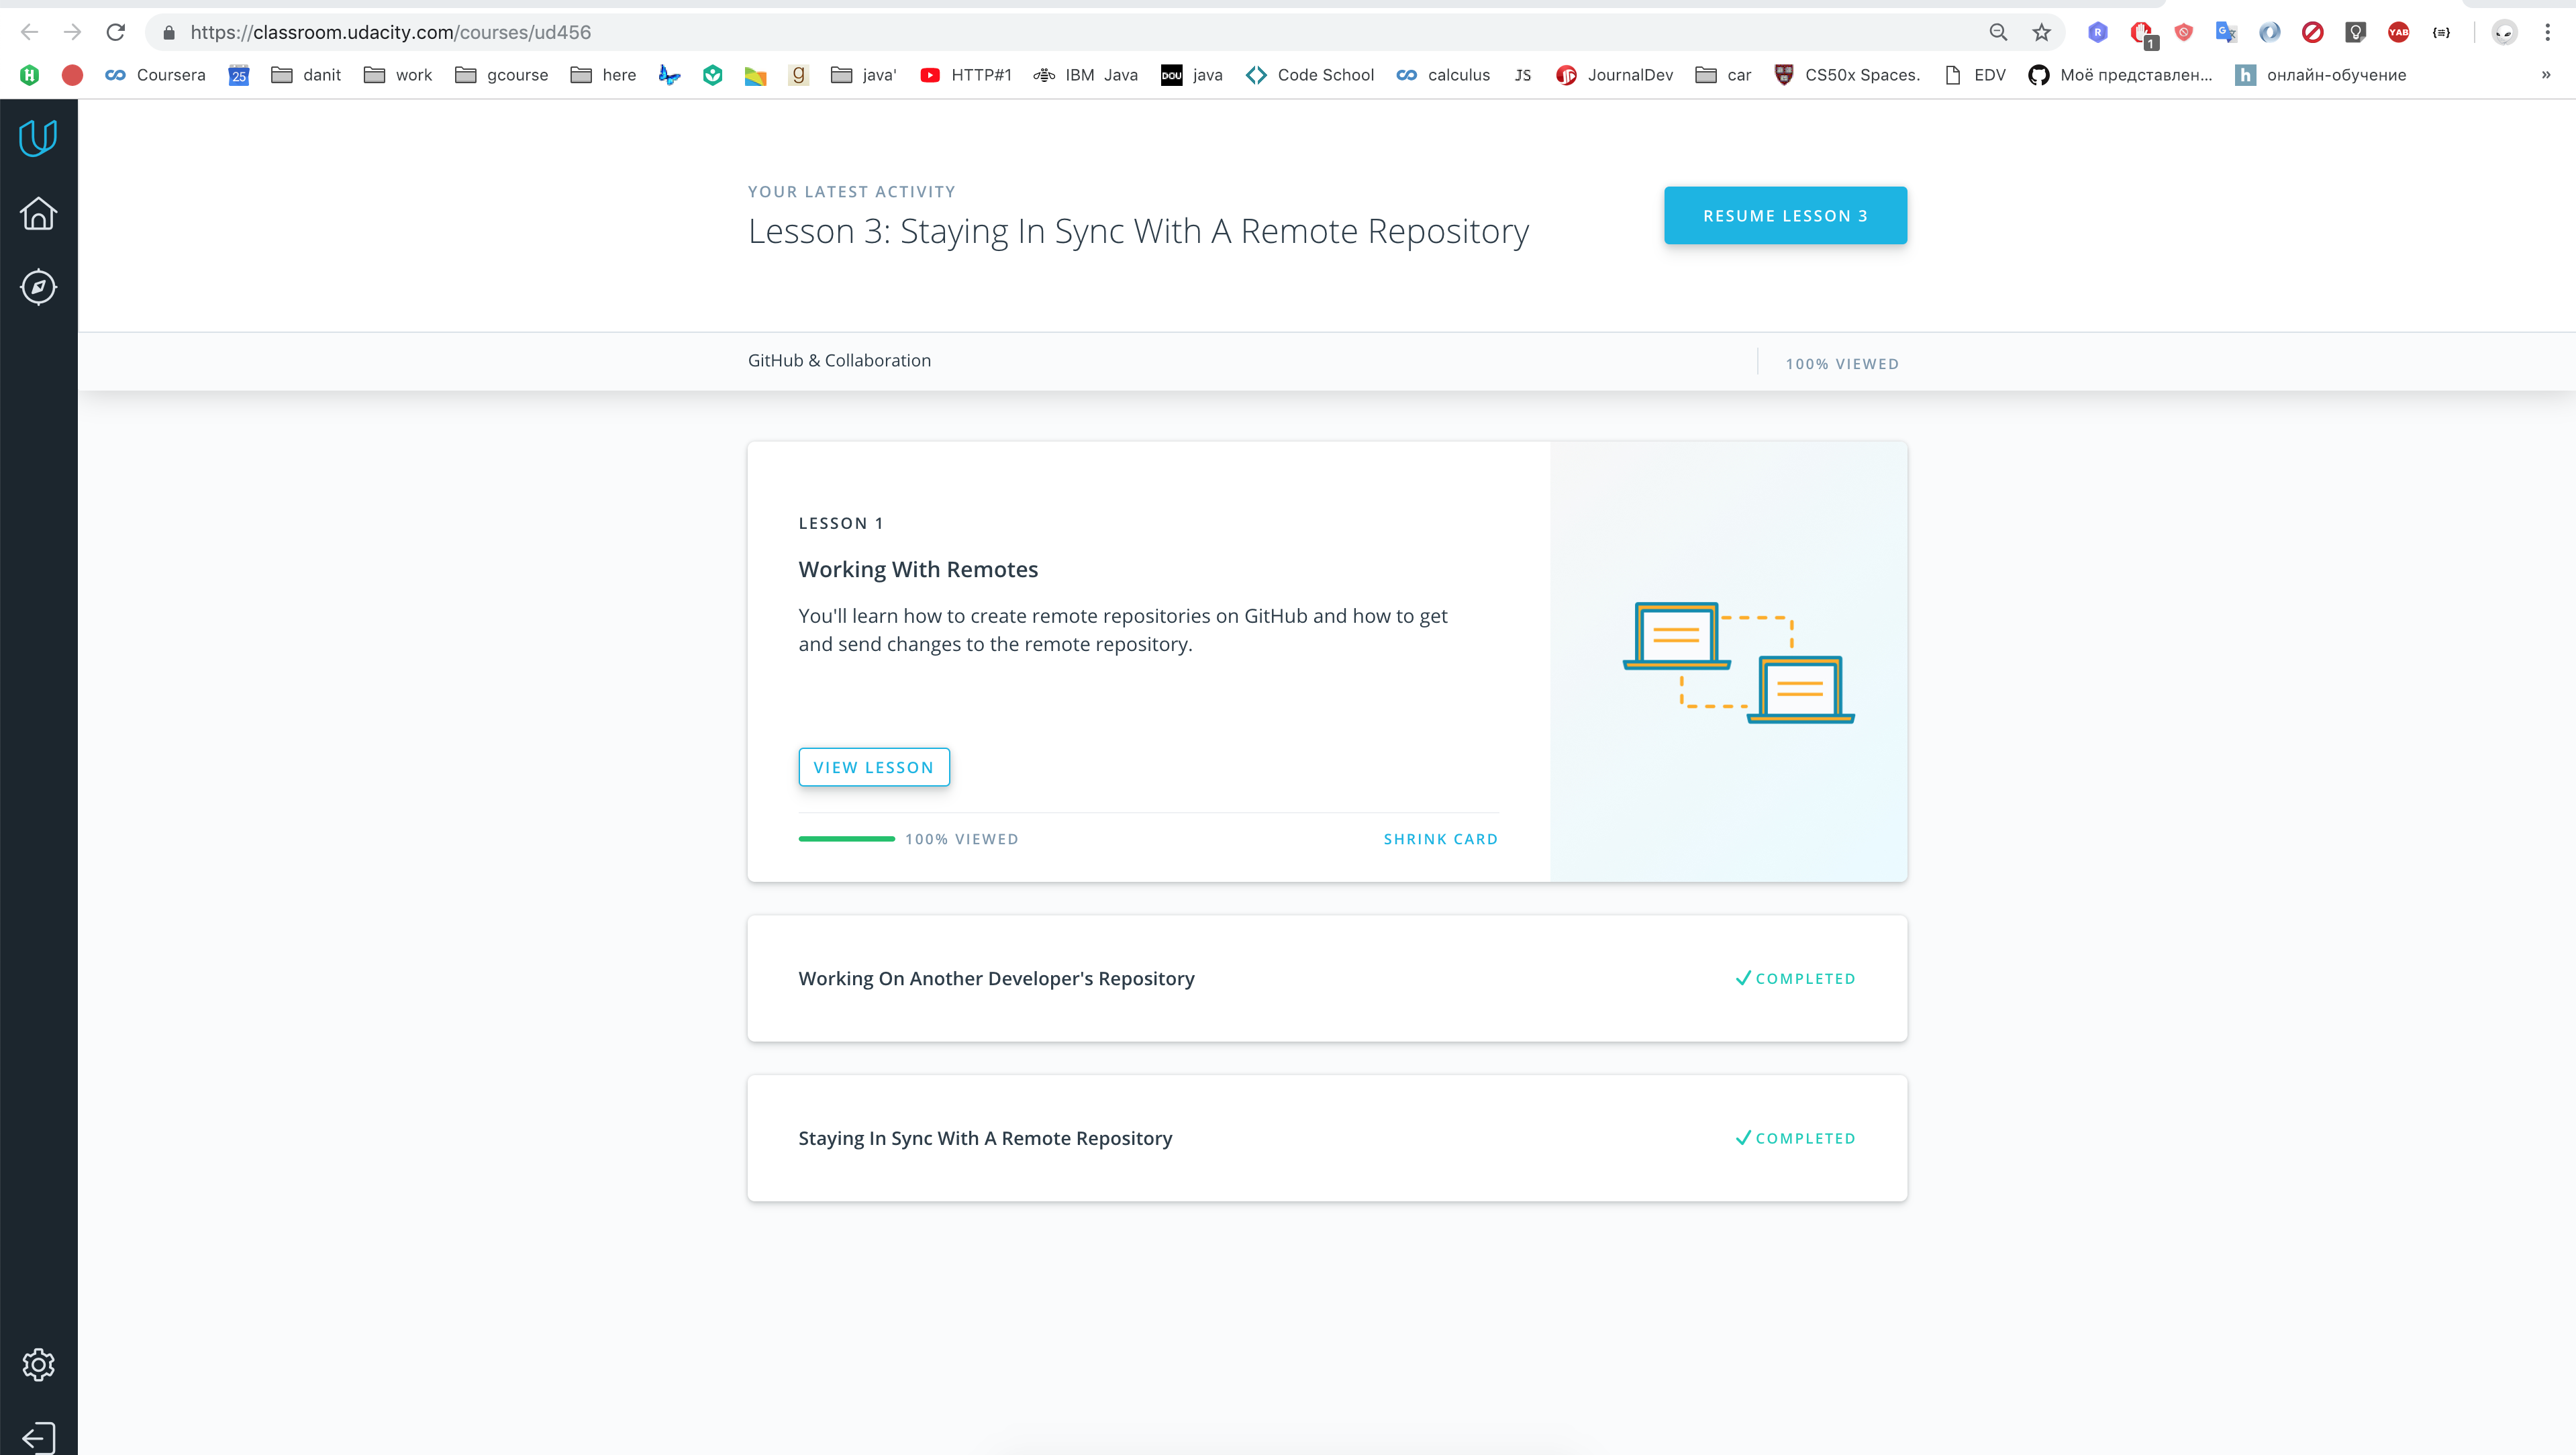 https://classroom.udacity.com/courses/ud456
1
YAB
Coursera
25
danit
work
gcourse
here
g
java'
HTTP#1
IBM Java
DOU
java
Code School
calculus
JS
JournalDev
car
CS50x Spaces.
EDV
Моё представлен...
h
онлайн-обучение
»
YOUR LATEST ACTIVITY
Lesson 3: Staying In Sync With A Remote Repository
RESUME LESSON 3
GitHub & Collaboration
100% VIEWED
LESSON 1
Working With Remotes
You'll learn how to create remote repositories on GitHub and how to get
and send changes to the remote repository.
VIEW LESSON
100% VIEWED
SHRINK CARD
Working On Another Developer's Repository
COMPLETED
Staying In Sync With A Remote Repository
COMPLETED